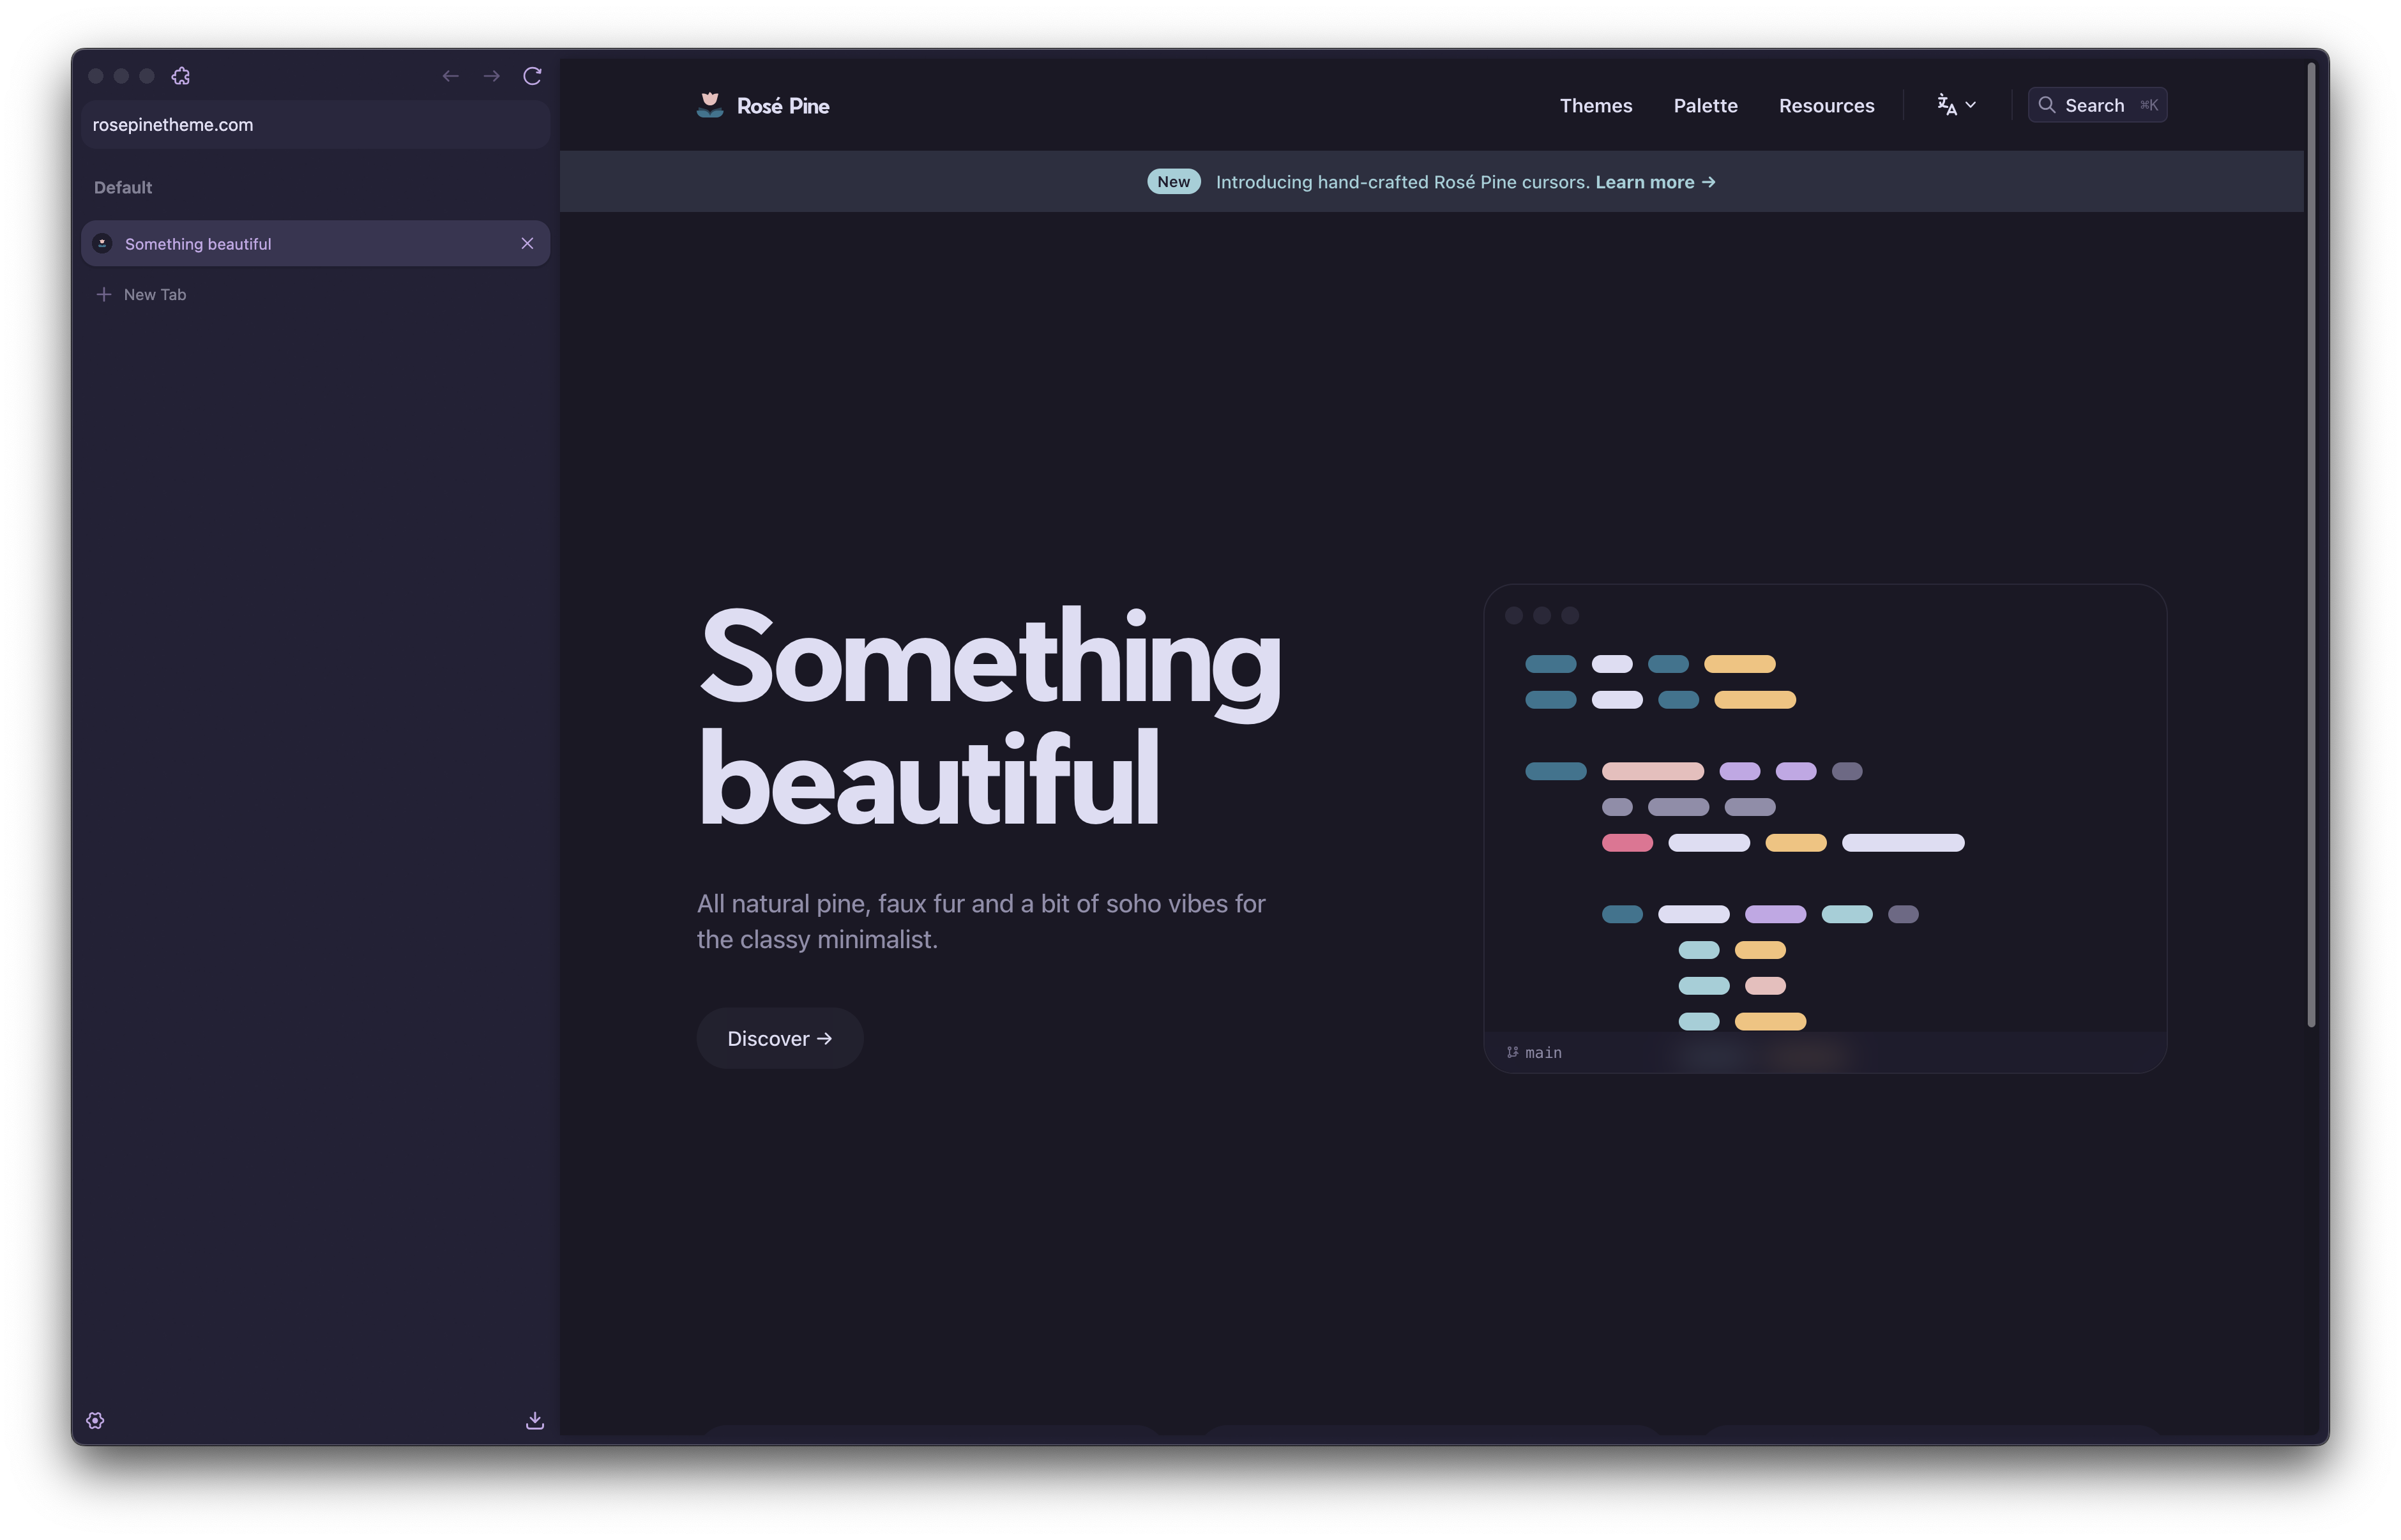 rosepinetheme.com
Default
Something beautiful
New Tab
Rosé Pine
Themes Palette Resources Search ⌘K
New Introducing hand-crafted Rosé Pine cursors. Learn more →
Something
beautiful
All natural pine, faux fur and a bit of soho vibes for
the classy minimalist.
Discover →
main